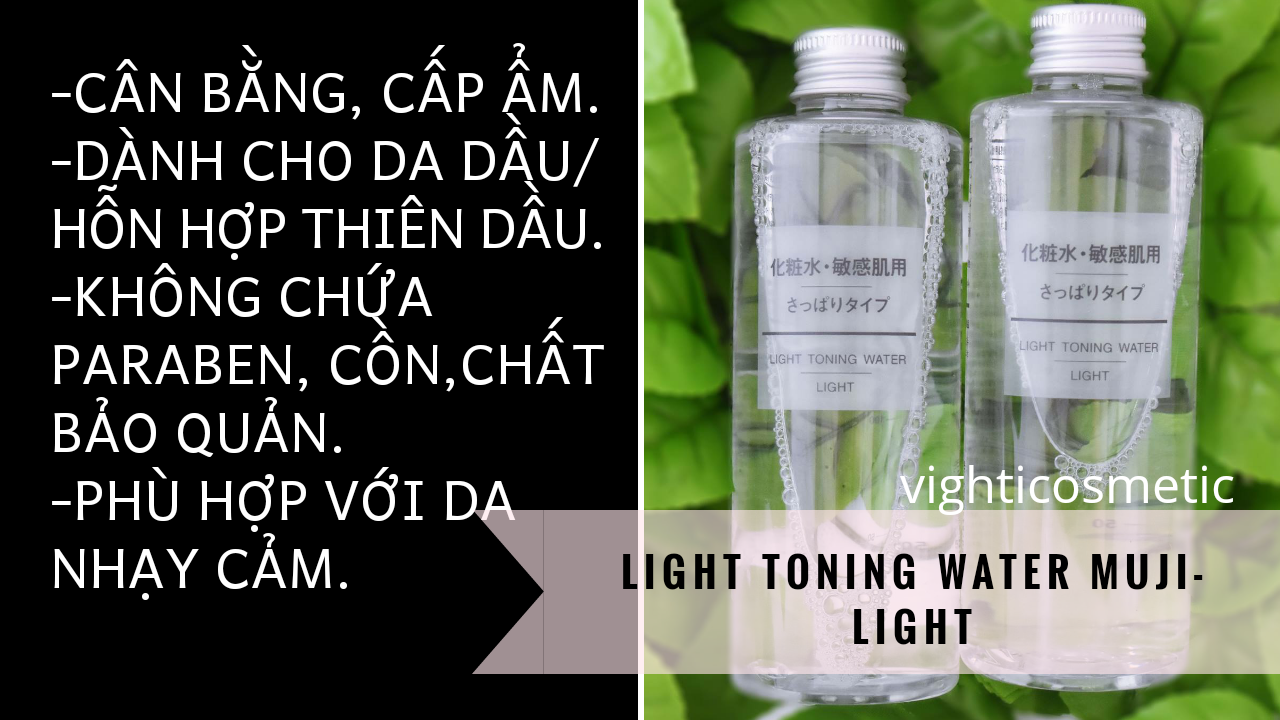 -CÂN BẰNG, CẤP ẨM.
-DÀNH CHO DA DẦU/
HỖN HỢP THIÊN DẦU.
-KHÔNG CHỨA
PARABEN, CỒN,CHẤT
BẢO QUẢN.
-PHÙ HỢP VỚI DA
NHẠY CẢM.
化粧水・敏感肌用
さっぱりタイプ
LIGHT TONING WATER
LIGHT
化粧水・敏感肌用
さっぱりタイプ
LIGHT TONING WATER
LIGHT
vighticosmetic
LIGHT TONING WATER MUJI-
LIGHT